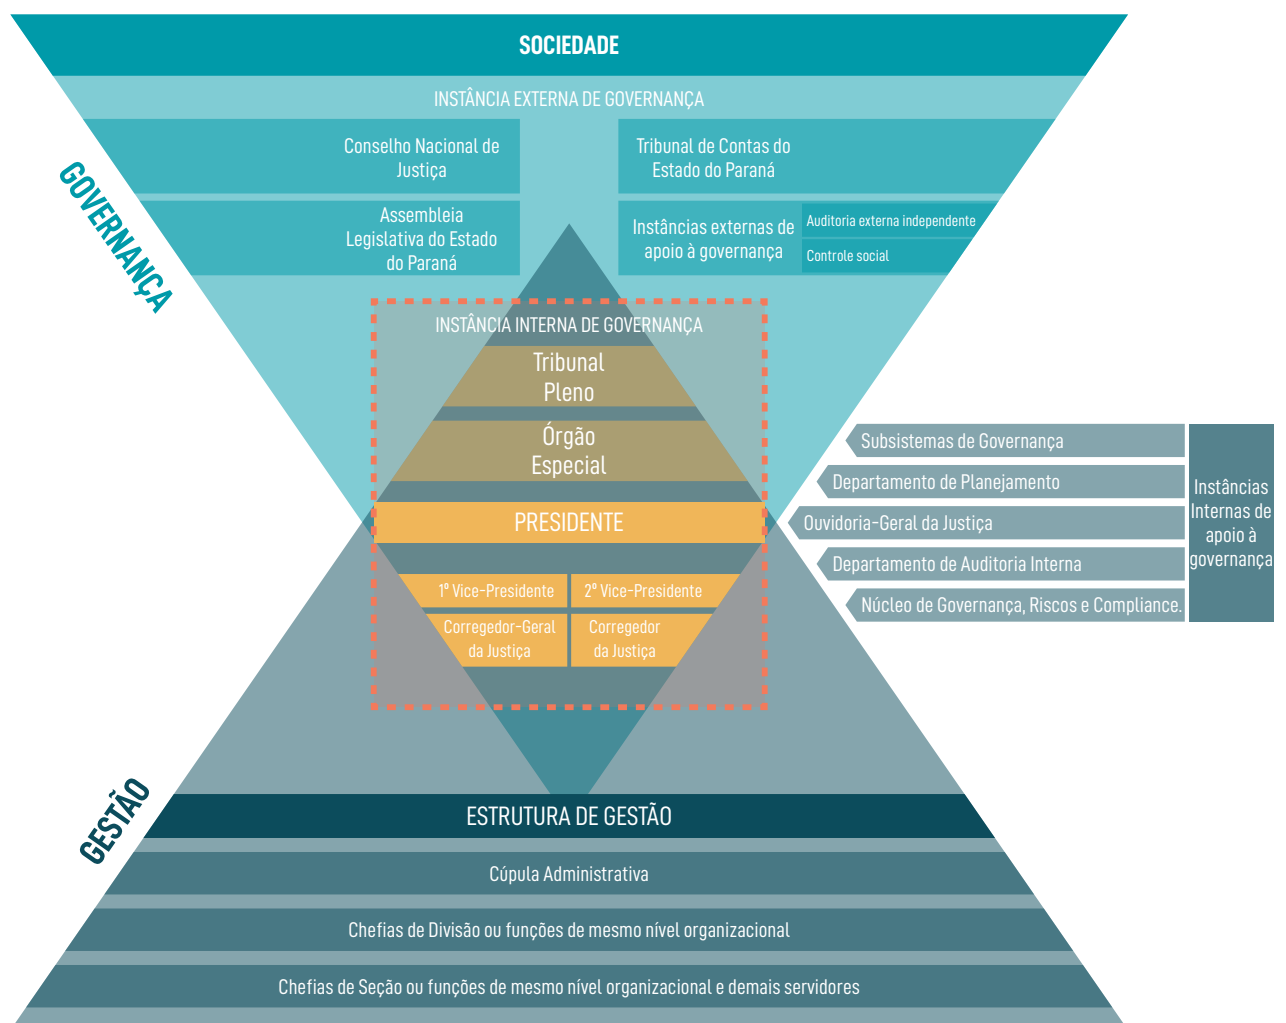 SOCIEDADE
INSTÂNCIA EXTERNA DE GOVERNANÇA
Conselho Nacional de
Justiça
Tribunal de Contas do
Estado do Paraná
Assembleia
Legislativa do Estado
do Paraná
Instâncias externas de
apoio à governança
Auditoria externa independente
Controle social
GOVERNANÇA
INSTÂNCIA INTERNA DE GOVERNANÇA
Tribunal
Pleno
Órgão
Especial
PRESIDENTE
1º Vice-Presidente
2º Vice-Presidente
Corregedor-Geral
da Justiça
Corregedor
da Justiça
Subsistemas de Governança
Departamento de Planejamento
Ouvidoria-Geral da Justiça
Departamento de Auditoria Interna
Núcleo de Governança, Riscos e Compliance.
Instâncias
Internas de
apoio à
governança
GESTÃO
ESTRUTURA DE GESTÃO
Cúpula Administrativa
Chefias de Divisão ou funções de mesmo nível organizacional
Chefias de Seção ou funções de mesmo nível organizacional e demais servidores